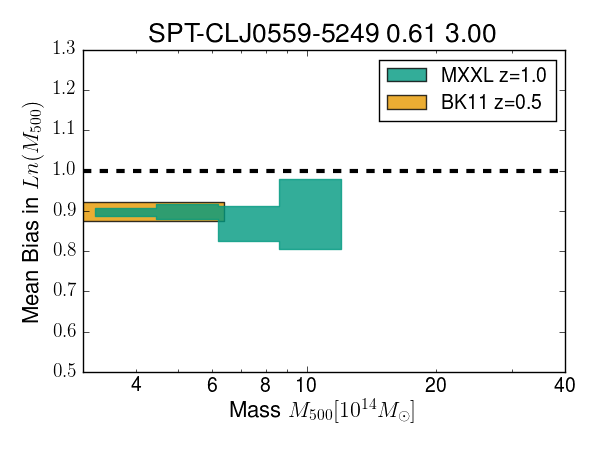 SPT-CLJ0559-5249 0.61 3.00
MXXL z=1.0
BK11 z=0.5
Mean Bias in Ln(M₅₀₀)
1.3
1.2
1.1
1.0
0.9
0.8
0.7
0.6
0.5
4 6 8 10 20 40
Mass M₅₀₀[10¹⁴M☉]